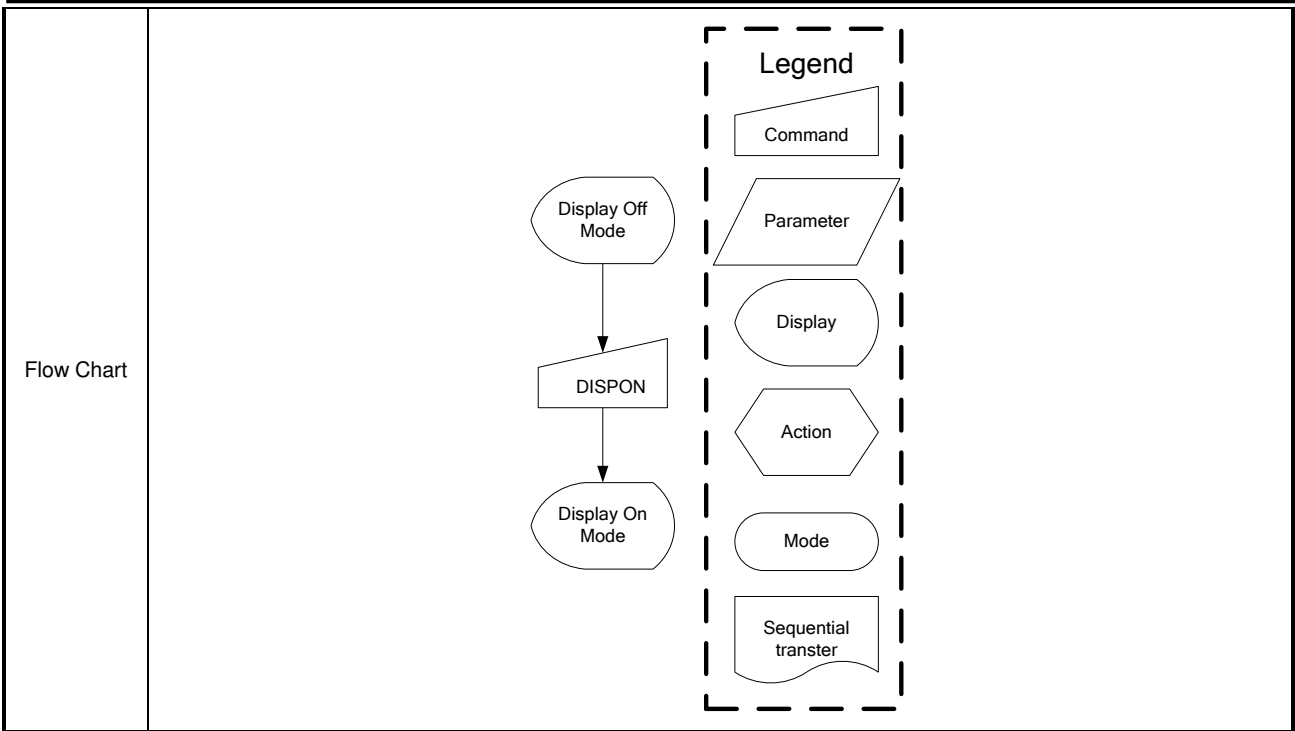 Flow Chart
Display Off
Mode
DISPON
Display On
Mode
Legend
Command
Parameter
Display
Action
Mode
Sequential
transter